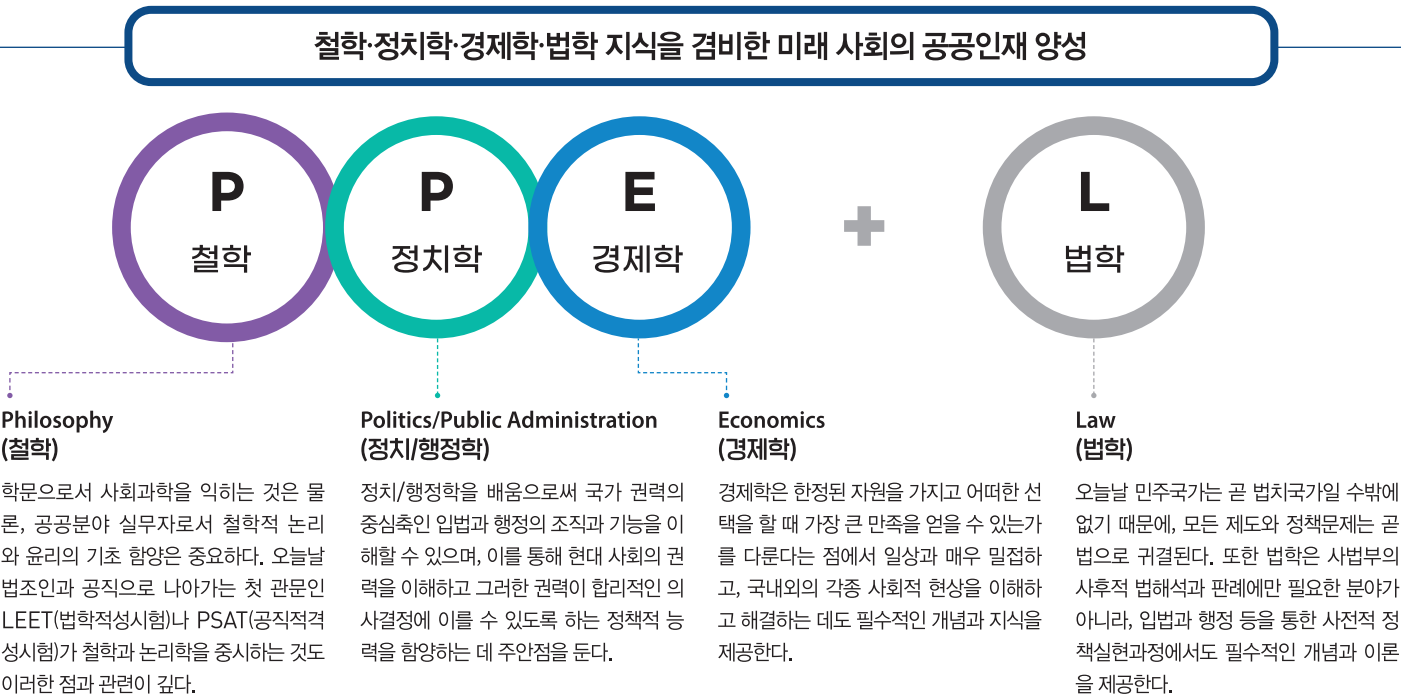 철학·정치학·경제학·법학 지식을 겸비한 미래 사회의 공공인재 양성
P
철학
P
정치학
E
경제학
+
L
법학
Philosophy
(철학)
학문으로서 사회과학을 익히는 것은 물
론, 공공분야 실무자로서 철학적 논리
와 윤리의 기초 함양은 중요하다. 오늘날
법조인과 공직으로 나아가는 첫 관문인
LEET(법학적성시험)나 PSAT(공직적격
성시험)가 철학과 논리학을 중시하는 것도
이러한 점과 관련이 깊다.
Politics/Public Administration
(정치/행정학)
정치/행정학을 배움으로써 국가 권력의
중심축인 입법과 행정의 조직과 기능을 이
해할 수 있으며, 이를 통해 현대 사회의 권
력을 이해하고 그러한 권력이 합리적인 의
사결정에 이를 수 있도록 하는 정책적 능
력을 함양하는 데 주안점을 둔다.
Economics
(경제학)
경제학은 한정된 자원을 가지고 어떠한 선
택을 할 때 가장 큰 만족을 얻을 수 있는가
를 다룬다는 점에서 일상과 매우 밀접하
고, 국내외의 각종 사회적 현상을 이해하
고 해결하는 데도 필수적인 개념과 지식을
제공한다.
Law
(법학)
오늘날 민주국가는 곧 법치국가일 수밖에
없기 때문에, 모든 제도와 정책문제는 곧
법으로 귀결된다. 또한 법학은 사법부의
사후적 법해석과 판례에만 필요한 분야가
아니라, 입법과 행정 등을 통한 사전적 정
책실현과정에서도 필수적인 개념과 이론
을 제공한다.